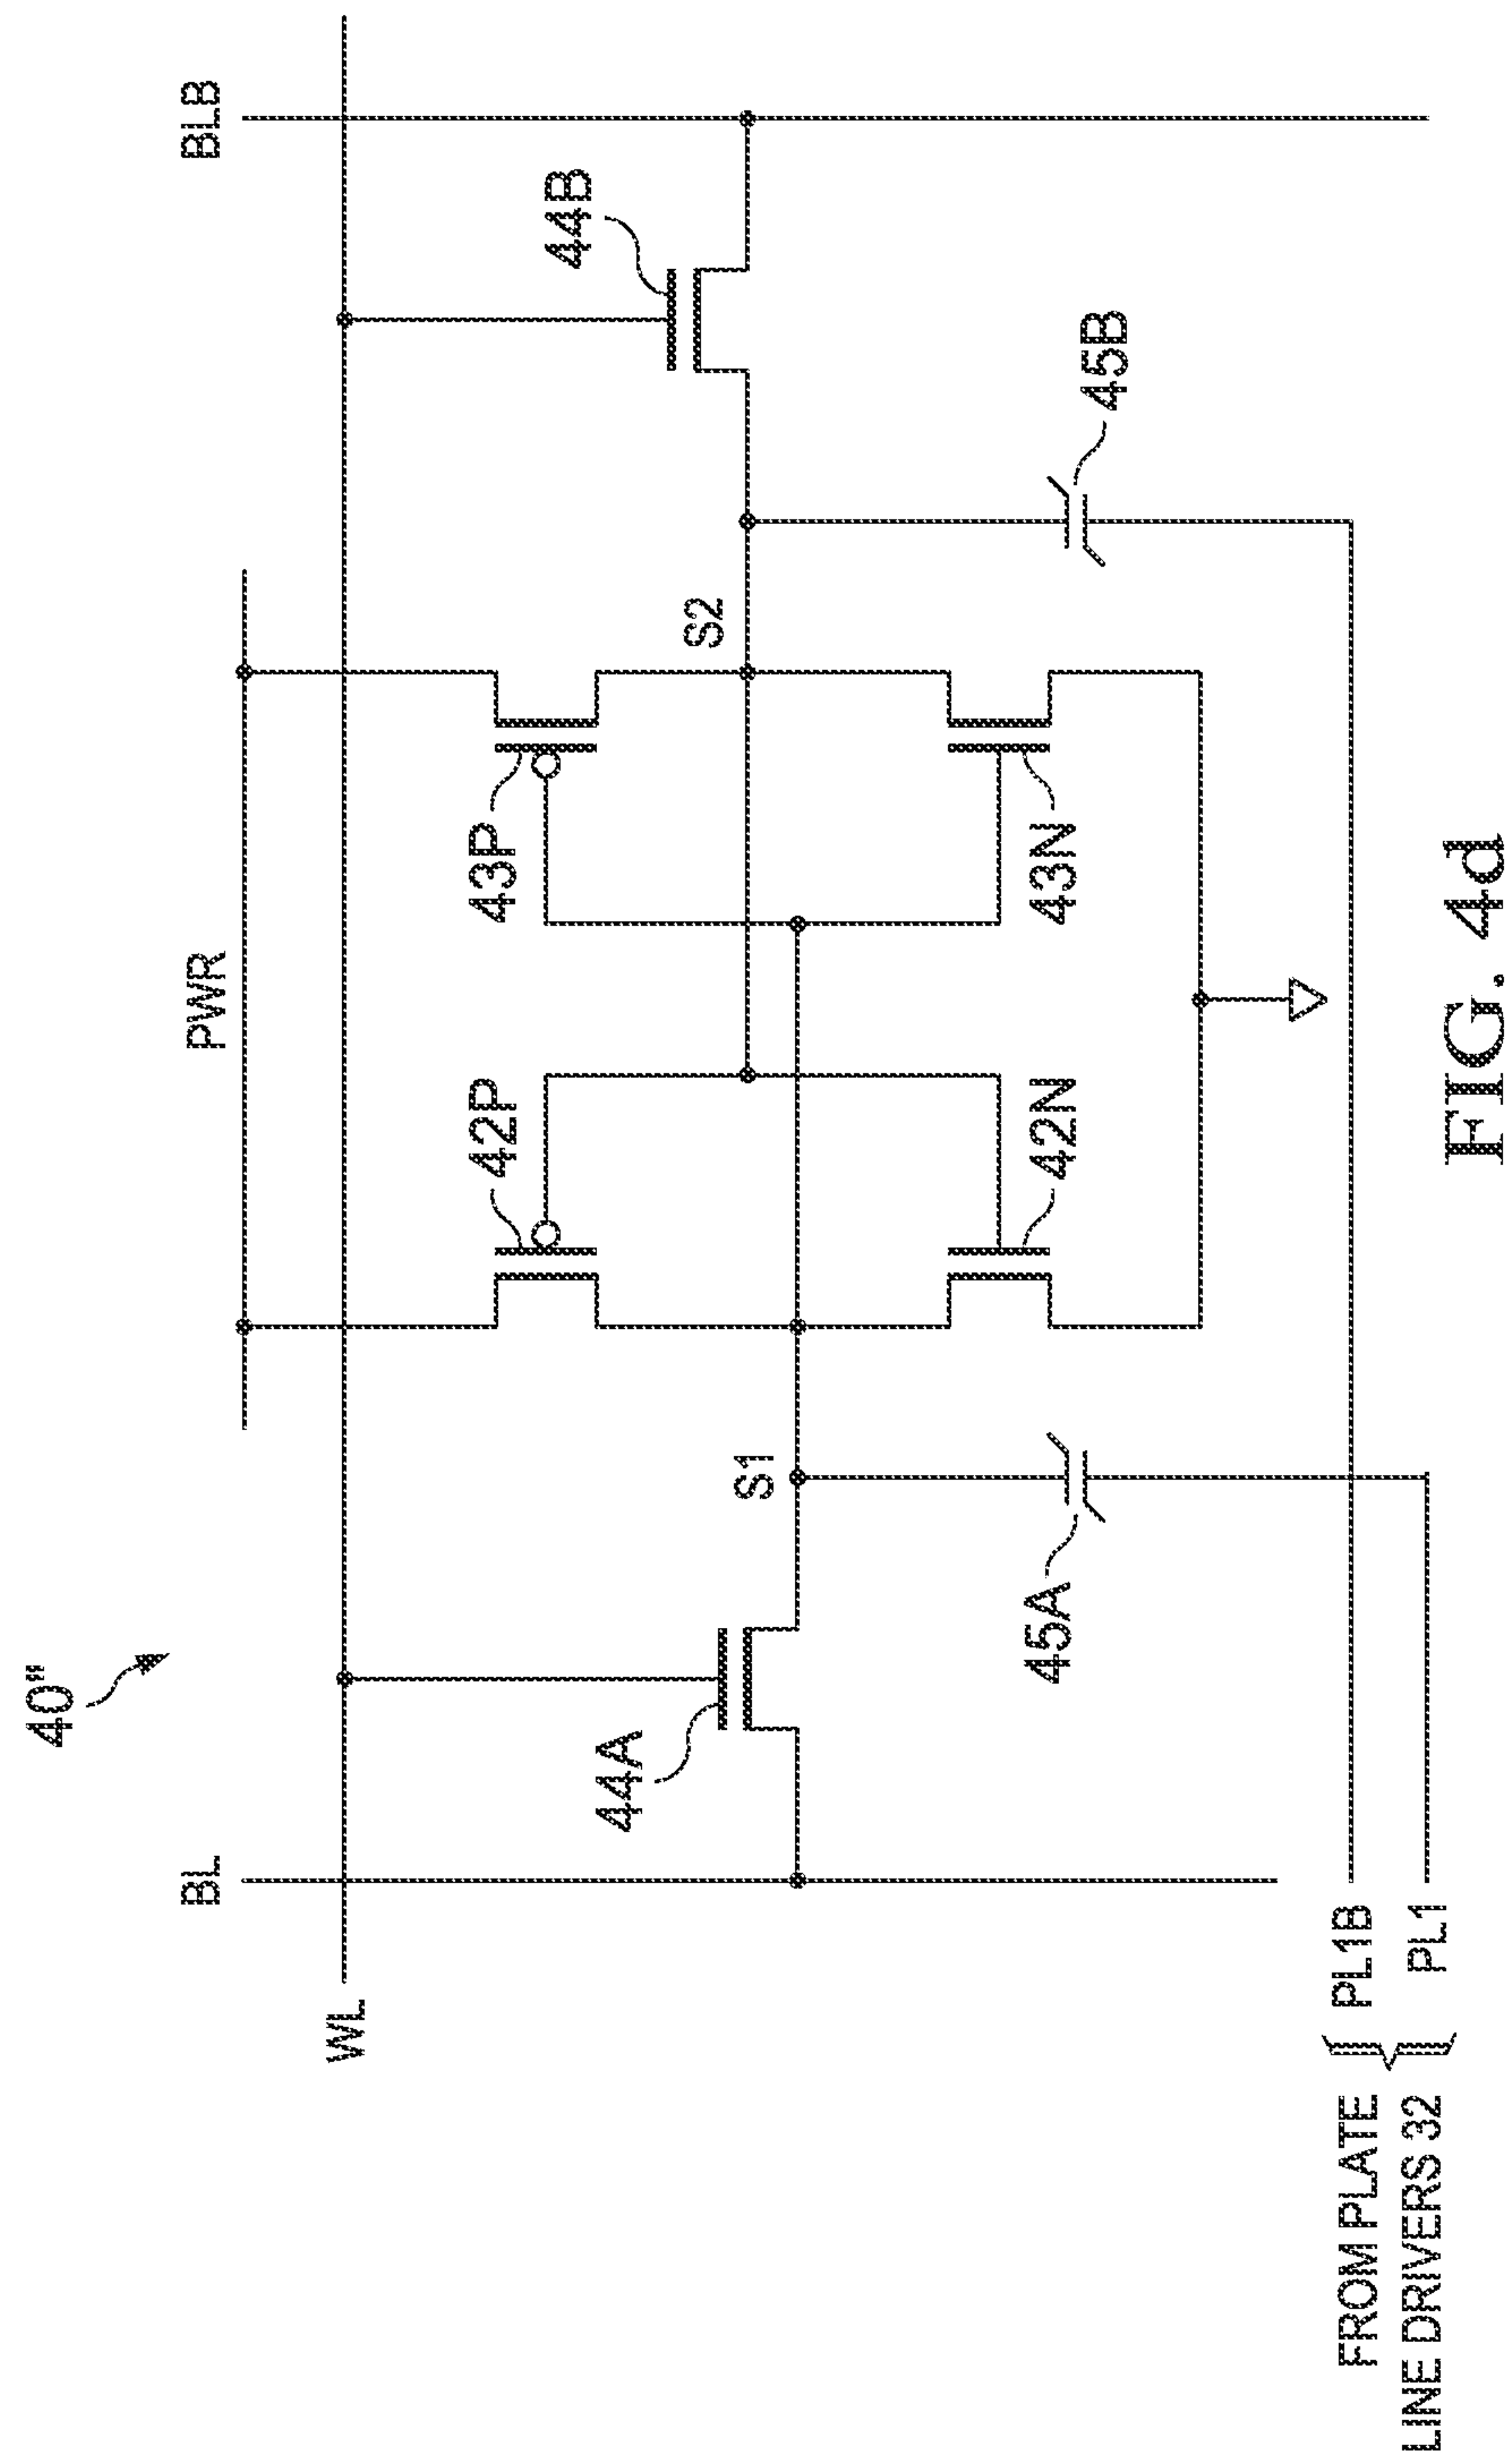 40"
BL
BLB
PWR
WL
44B
43P
42P
S2
44A
S1
45B
43N
42N
45A
PL1B
PL1
FROM PLATE
LINE DRIVERS 32
FIG. 4d